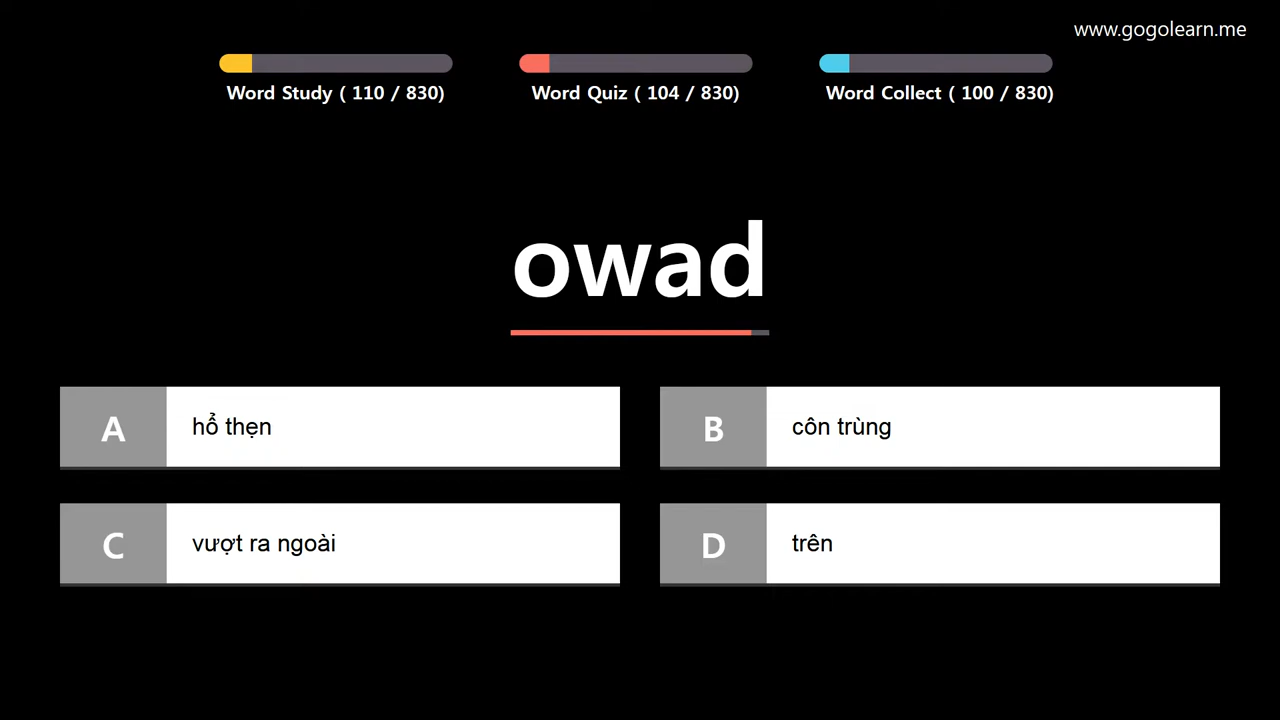 www.gogolearn.me
Word Study ( 110 / 830)
Word Quiz ( 104 / 830)
Word Collect ( 100 / 830)
owad
A
hổ thẹn
B
côn trùng
C
vượt ra ngoài
D
trên